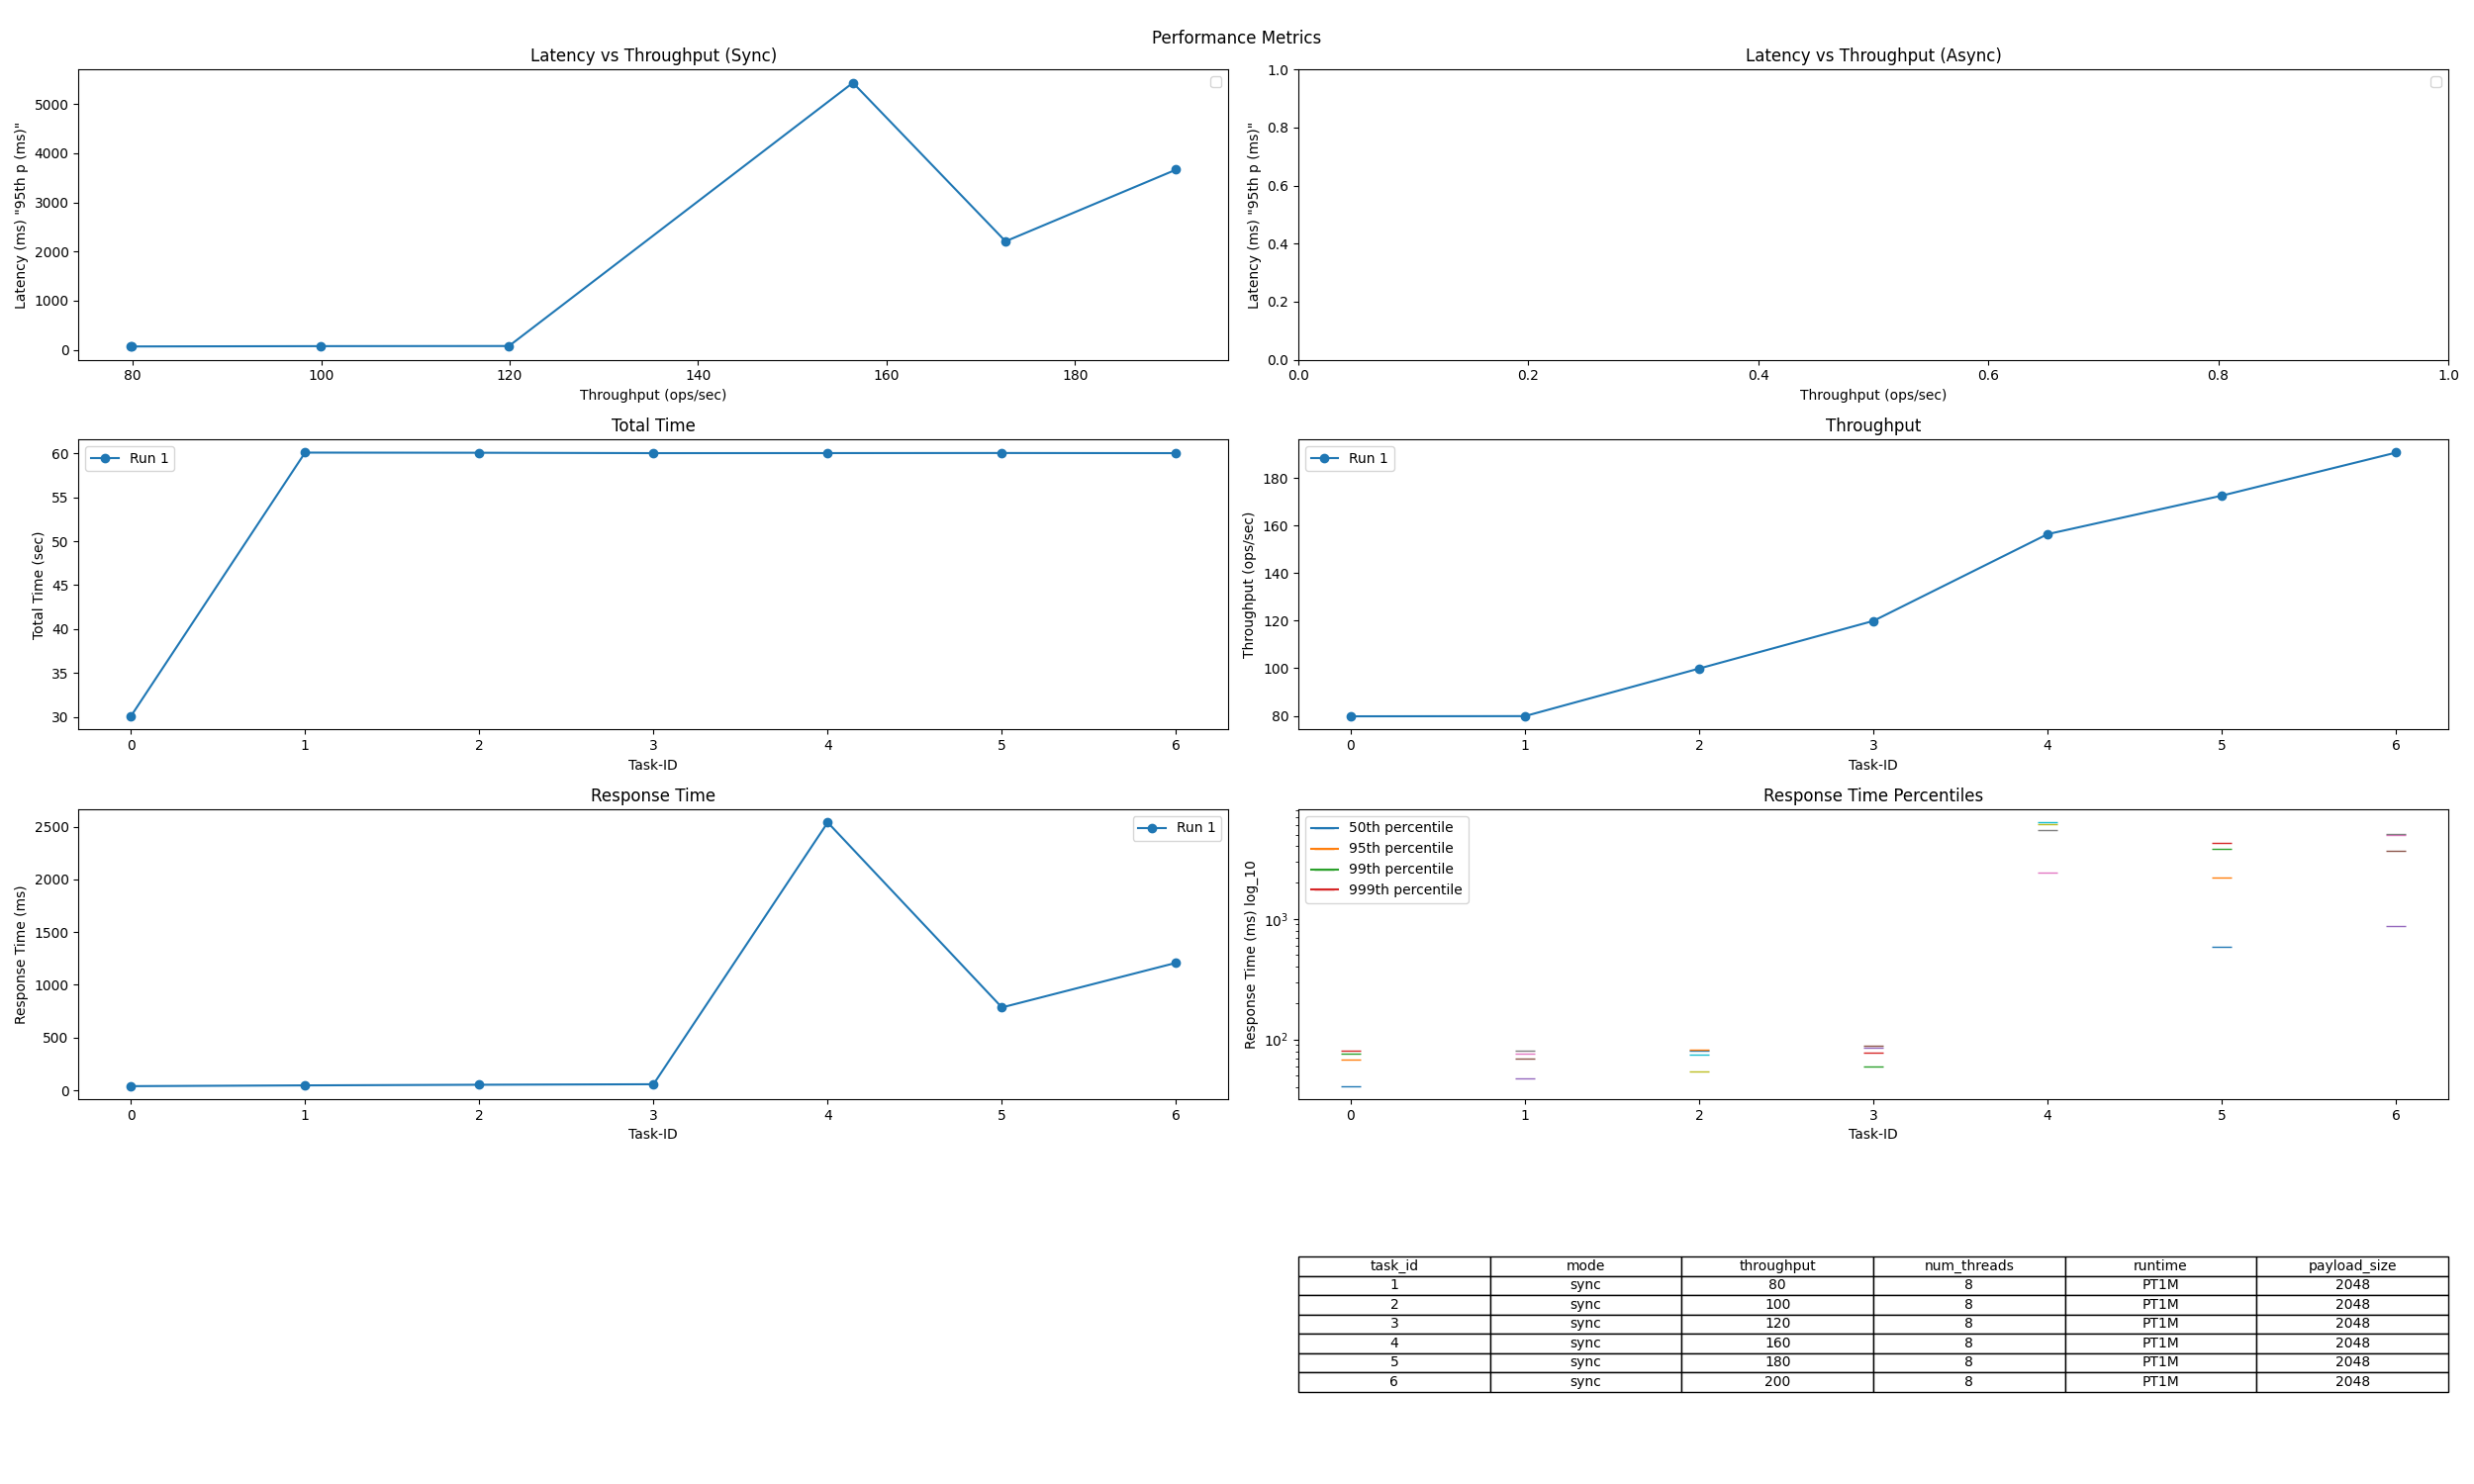 Performance Metrics
Latency vs Throughput (Sync)
Latency (ms) "95th p (ms)"
5000
4000
3000
2000
1000
0
80 100 120 140 160 180
Throughput (ops/sec)
Latency vs Throughput (Async)
Latency (ms) "95th p (ms)"
1.0
0.8
0.6
0.4
0.2
0.0
0.0 0.2 0.4 0.6 0.8 1.0
Throughput (ops/sec)
Total Time
Run 1
Total Time (sec)
60
55
50
45
40
35
30
0 1 2 3 4 5 6
Task-ID
Throughput
Run 1
Throughput (ops/sec)
180
160
140
120
100
80
0 1 2 3 4 5 6
Task-ID
Response Time
Run 1
Response Time (ms)
2500
2000
1500
1000
500
0
0 1 2 3 4 5 6
Task-ID
Response Time Percentiles
50th percentile
95th percentile
99th percentile
999th percentile
Response Time (ms) log_10
10³
10²
0 1 2 3 4 5 6
Task-ID
task_id mode throughput num_threads runtime payload_size
1 sync 80 8 PT1M 2048
2 sync 100 8 PT1M 2048
3 sync 120 8 PT1M 2048
4 sync 160 8 PT1M 2048
5 sync 180 8 PT1M 2048
6 sync 200 8 PT1M 2048